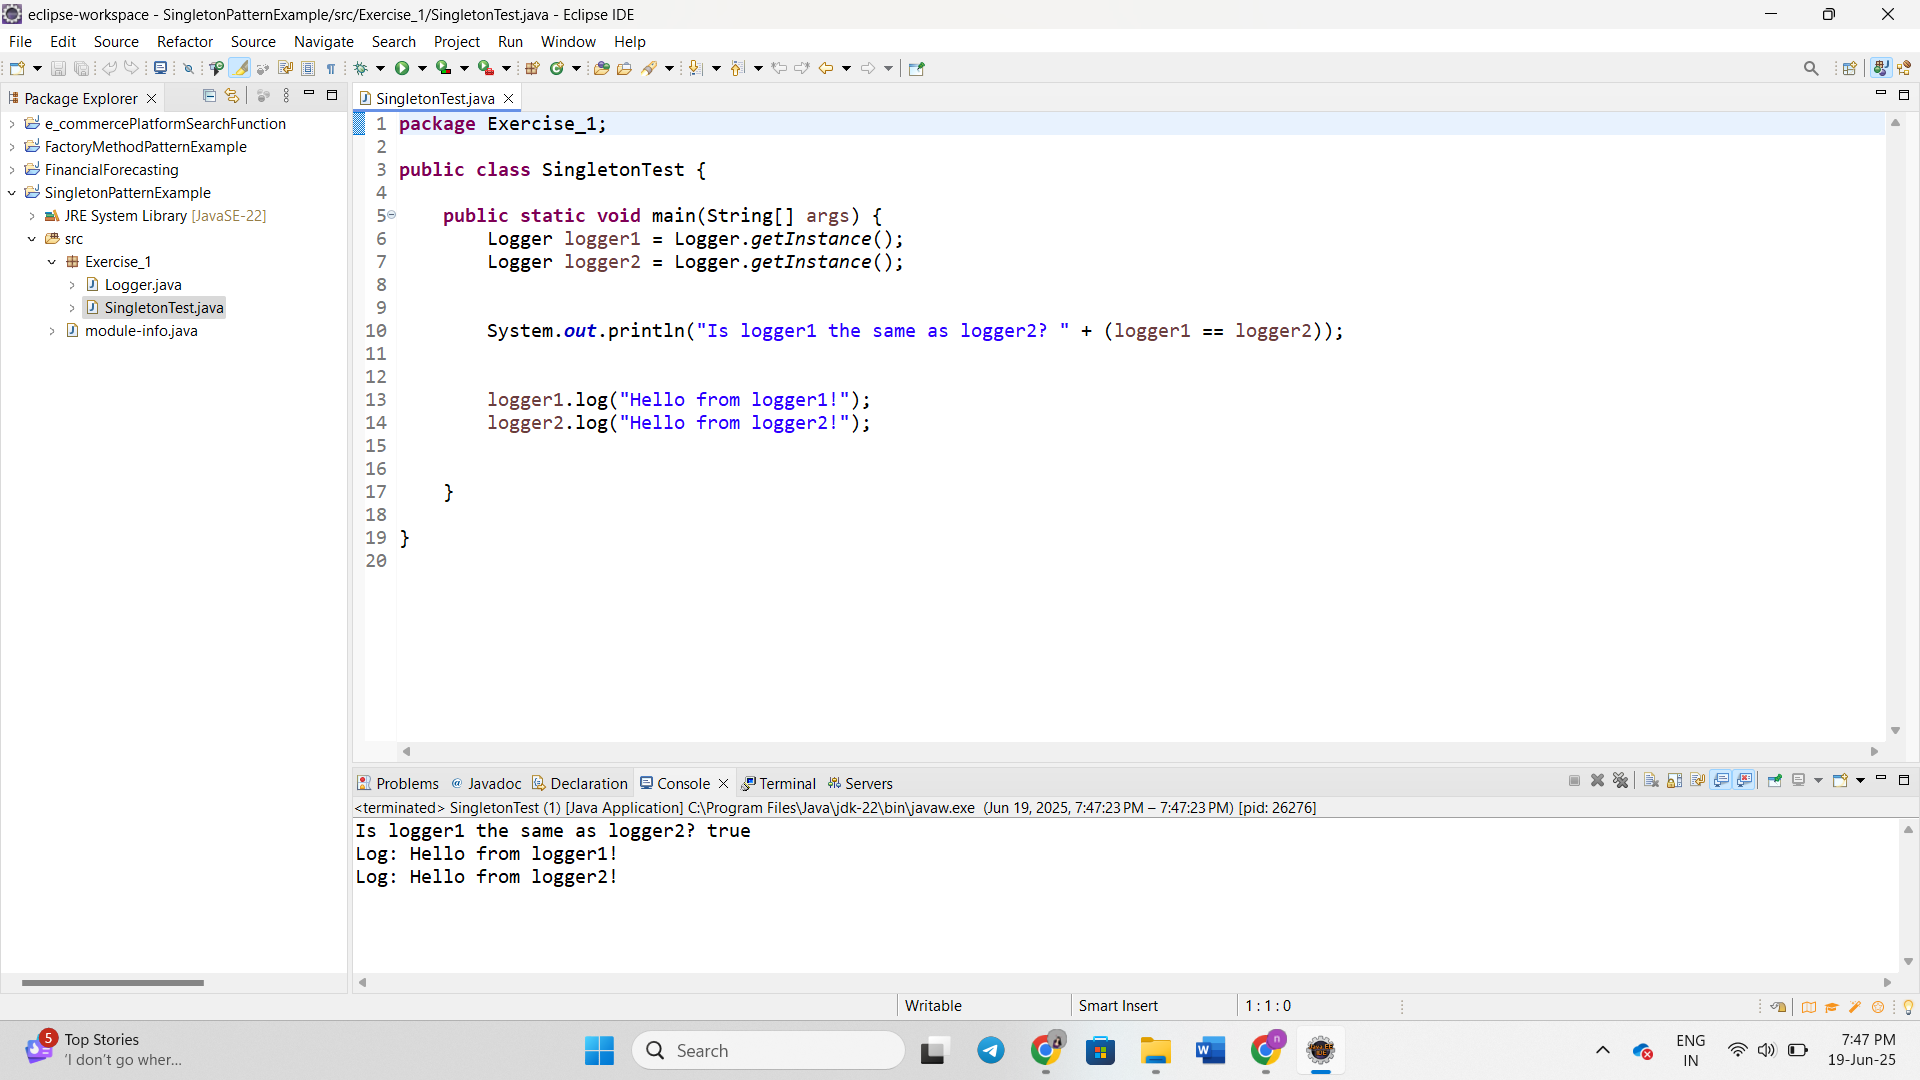 eclipse-workspace - SingletonPatternExample/src/Exercise_1/SingletonTest.java - Eclipse IDE
File Edit Source Refactor Source Navigate Search Project Run Window Help
Package Explorer
e_commercePlatformSearchFunction
FactoryMethodPatternExample
FinancialForecasting
SingletonPatternExample
JRE System Library [JavaSE-22]
src
Exercise_1
Logger.java
SingletonTest.java
module-info.java
SingletonTest.java
1 package Exercise_1;
2
3 public class SingletonTest {
4
5     public static void main(String[] args) {
6         Logger logger1 = Logger.getInstance();
7         Logger logger2 = Logger.getInstance();
8
9
10         System.out.println("Is logger1 the same as logger2? " + (logger1 == logger2));
11
12
13         logger1.log("Hello from logger1!");
14         logger2.log("Hello from logger2!");
15
16
17     }
18
19 }
20
Problems @ Javadoc Declaration Console Terminal Servers
<terminated> SingletonTest (1) [Java Application] C:\Program Files\Java\jdk-22\bin\javaw.exe (Jun 19, 2025, 7:47:23 PM – 7:47:23 PM) [pid: 26276]
Is logger1 the same as logger2? true
Log: Hello from logger1!
Log: Hello from logger2!
Writable Smart Insert 1 : 1 : 0
5
Top Stories
'I don't go wher...
Search
n
W
ENG
IN
7:47 PM
19-Jun-25